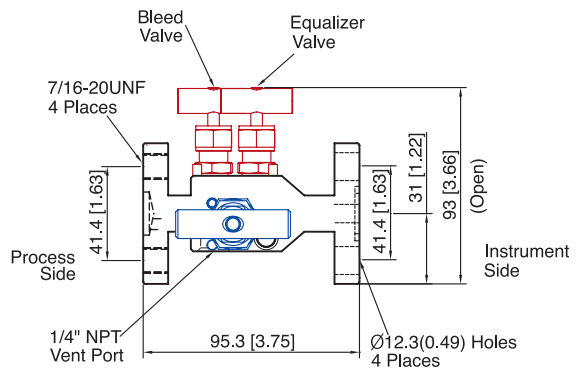 Bleed
Valve
Equalizer
Valve
7/16-20UNF
4 Places
41.4 [1.63]
41.4 [1.63]
31 [1.22]
93 [3.66]
(Open)
Process
Side
Instrument
Side
1/4" NPT
Vent Port
95.3 [3.75]
Ø12.3(0.49) Holes
4 Places